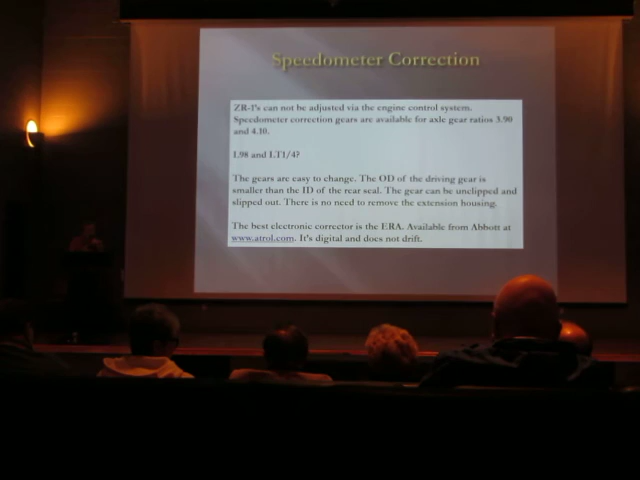 Speedometer Correction
ZR-1's can not be adjusted via the engine control system.
Speedometer correction gears are available for axle gear ratios 3.90
and 4.10.
L98 and LT1/4?
The gears are easy to change. The OD of the driving gear is
smaller than the ID of the rear seal. The gear can be unclipped and
slipped out. There is no need to remove the extension housing.
The best electronic corrector is the ERA. Available from Abbott at
www.atrol.com. It's digital and does not drift.